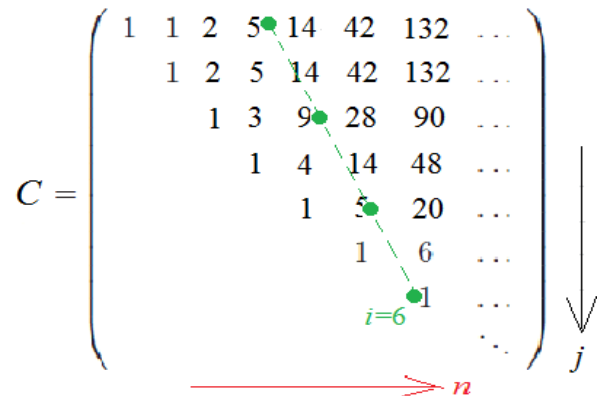 1 1 2 5 14 42 132 ...
1 2 5 14 42 132 ...
1 3 9 28 90 ...
C = 1 4 14 48 ...
1 5 20 ...
1 6 ...
i=6 1 ...
⋱
j
n